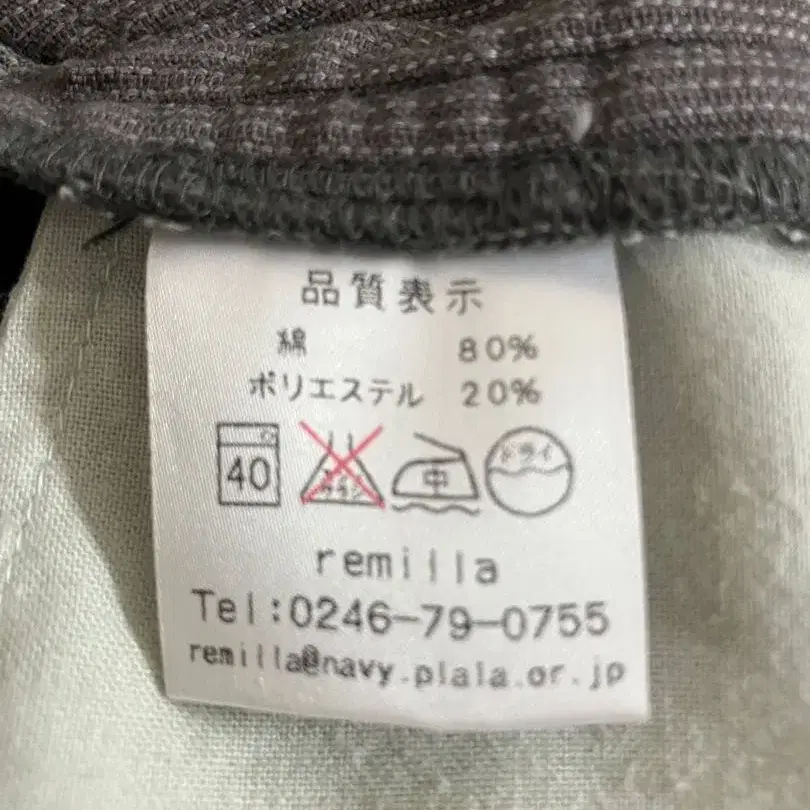 品質表示
綿 80%
ポリエステル 20%
40 中 ドライ
remilla
Tel:0246-79-0755
remilla@navy.plala.or.jp